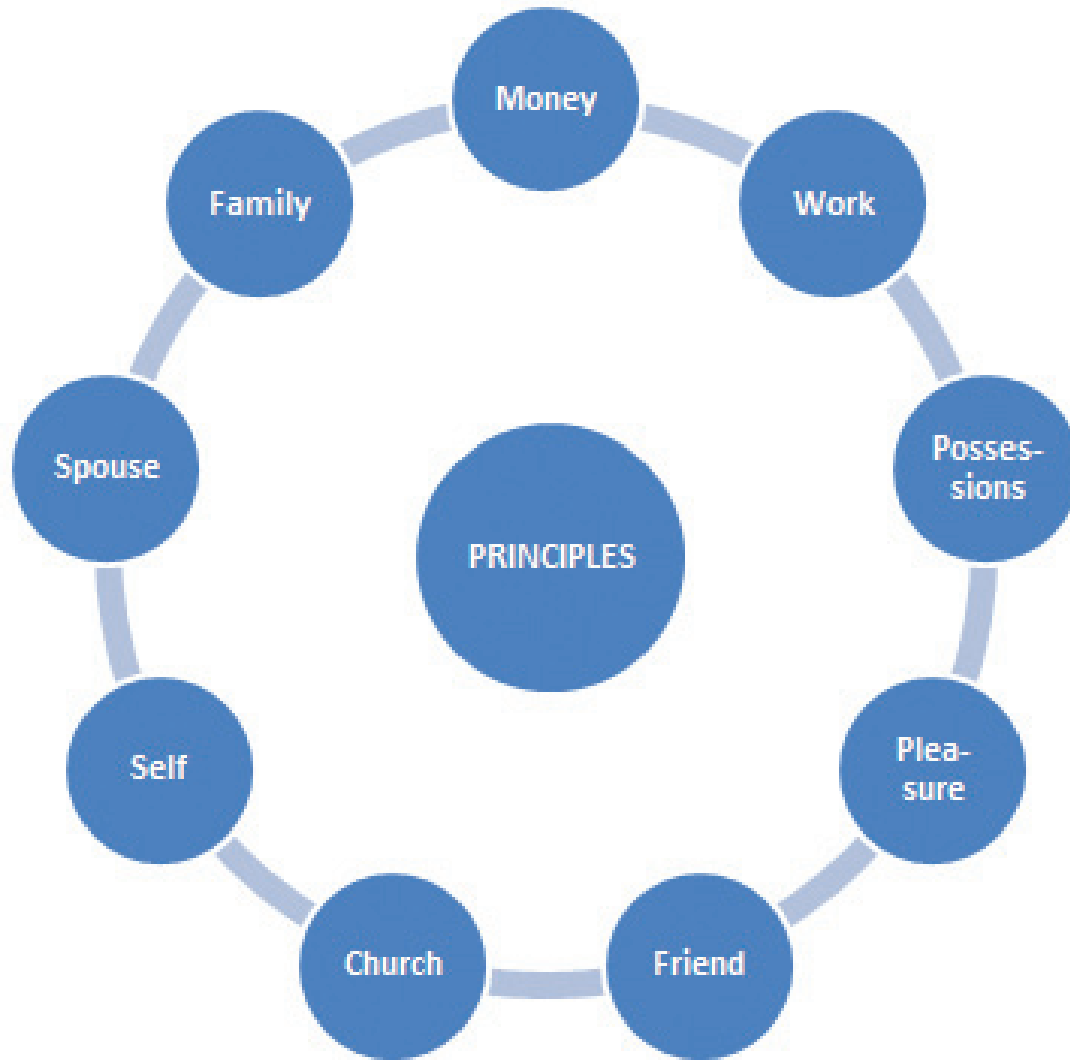 Money
Work
Posses-
sions
Plea-
sure
Friend
Church
Self
Spouse
Family
PRINCIPLES